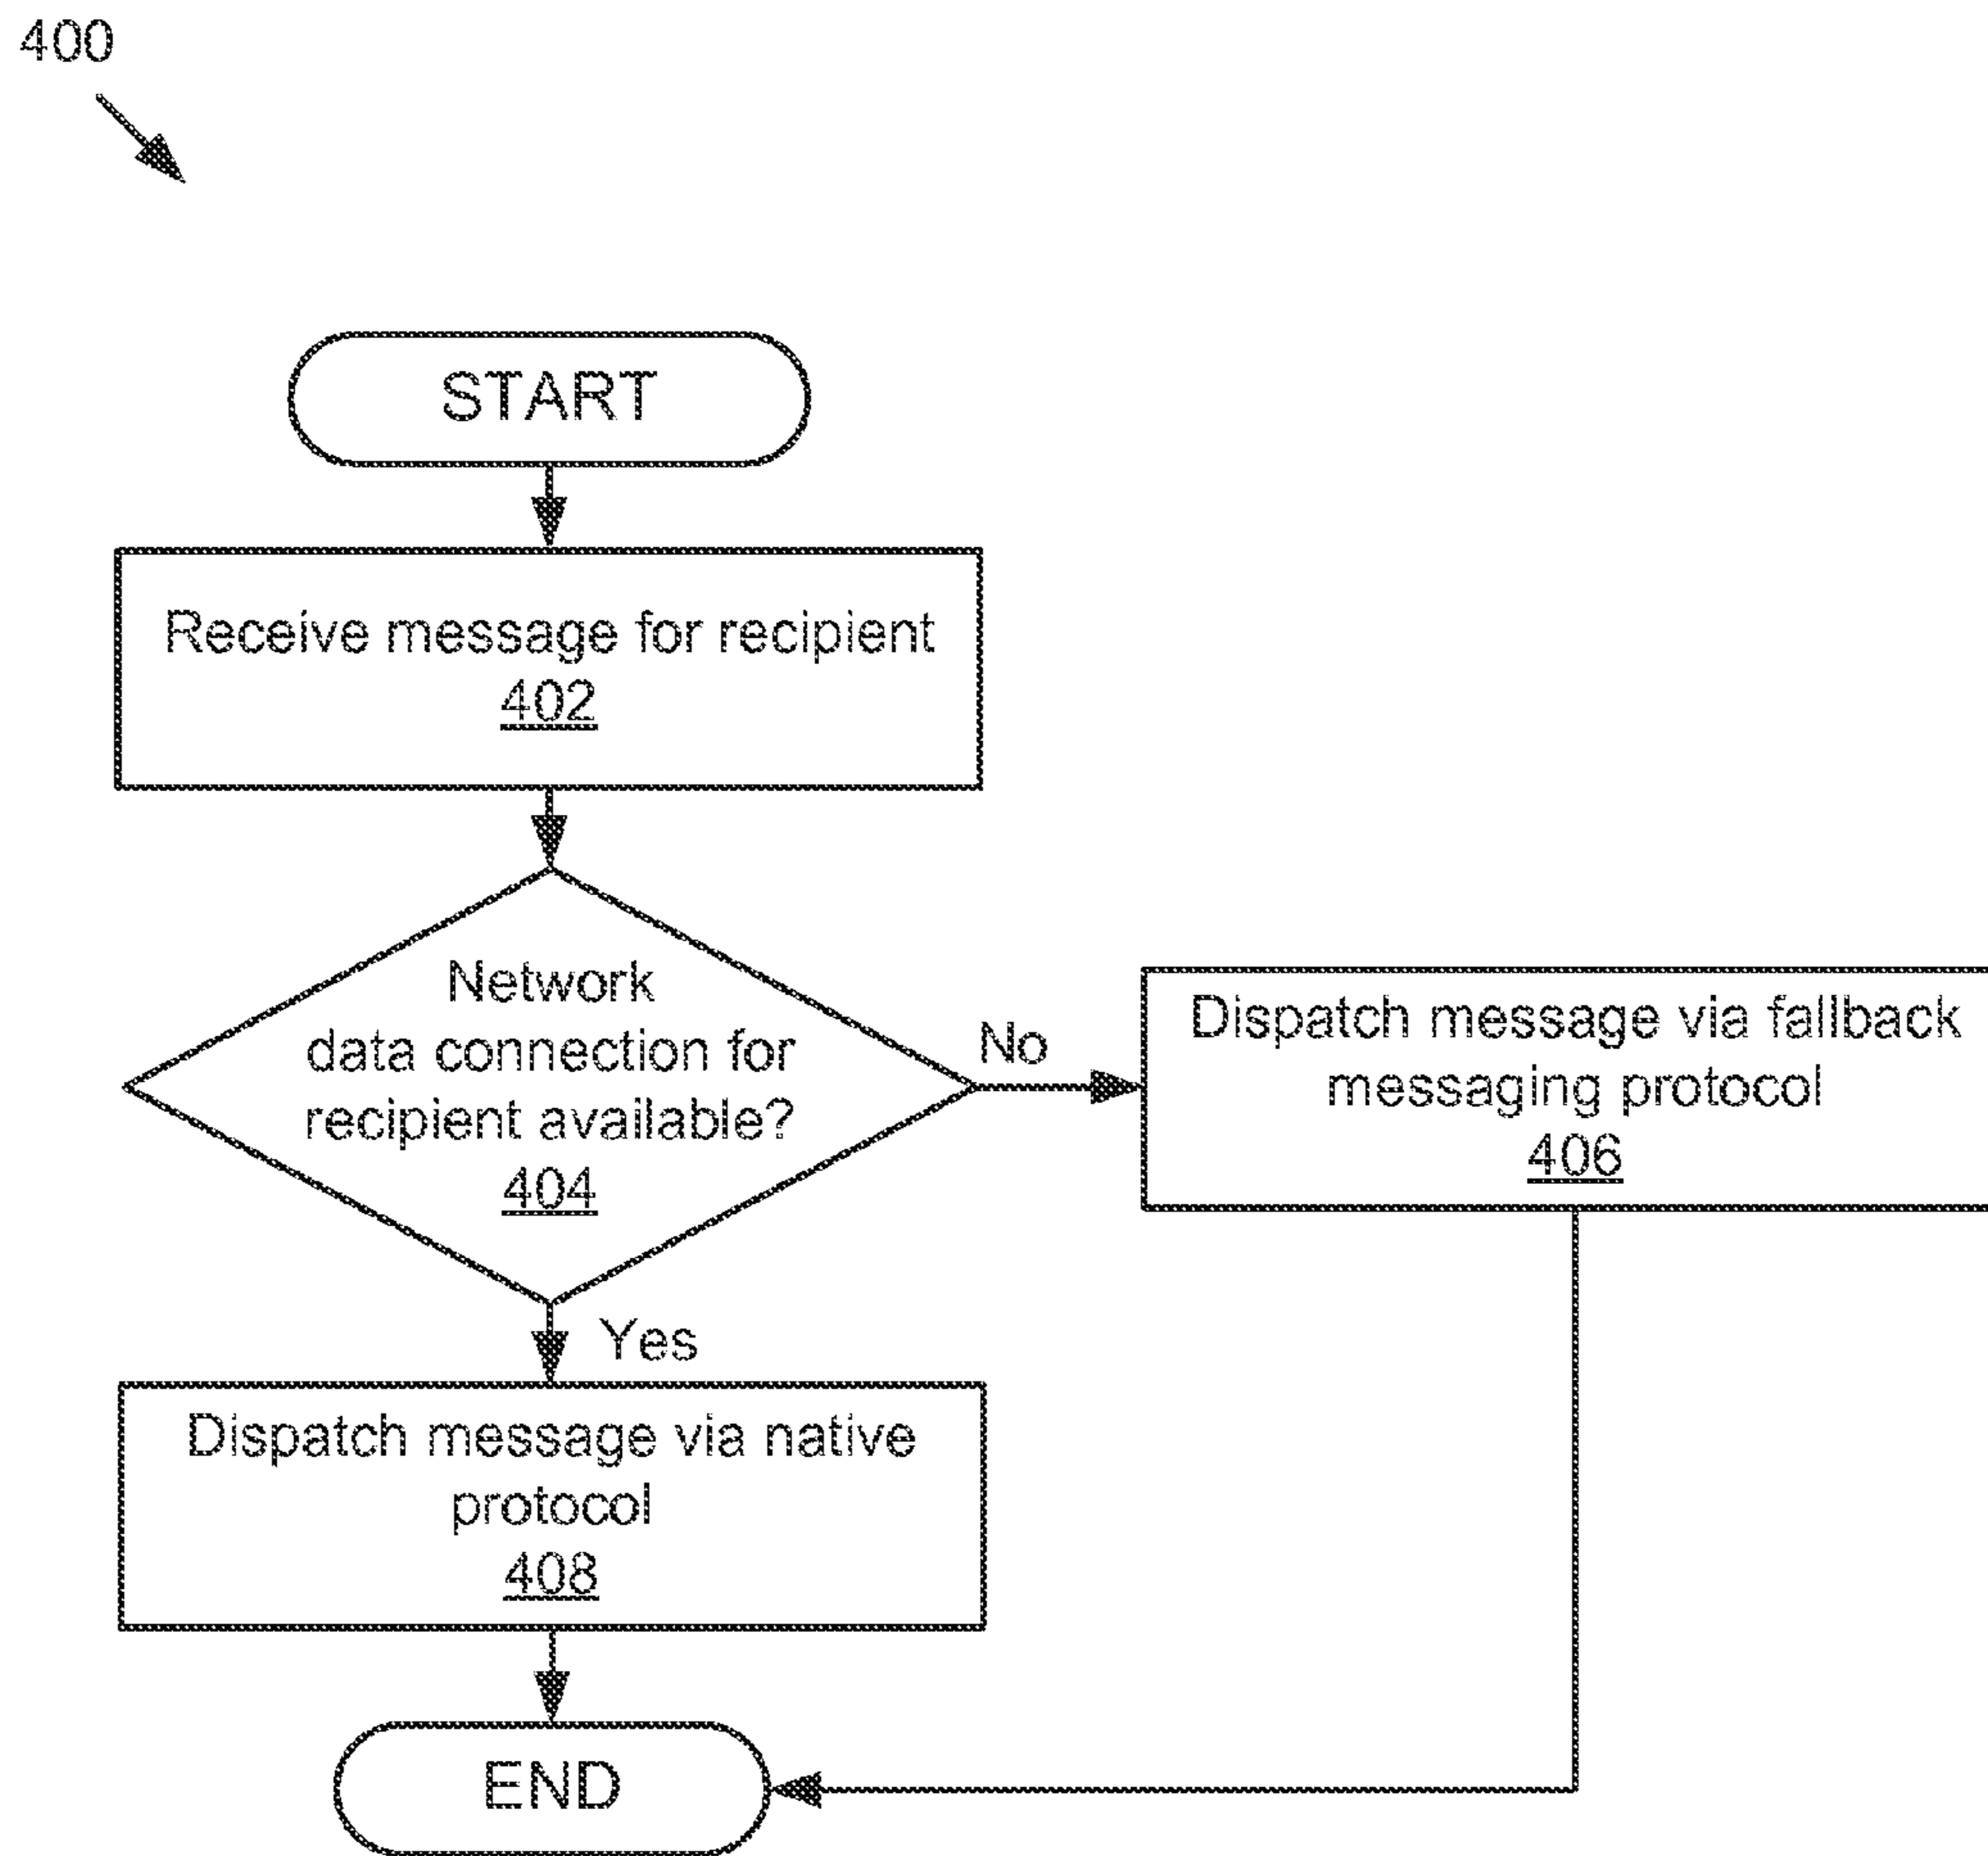 400
START
Receive message for recipient
402
Network
data connection for
recipient available?
404
No
Dispatch message via fallback
messaging protocol
406
Yes
Dispatch message via native
protocol
408
END